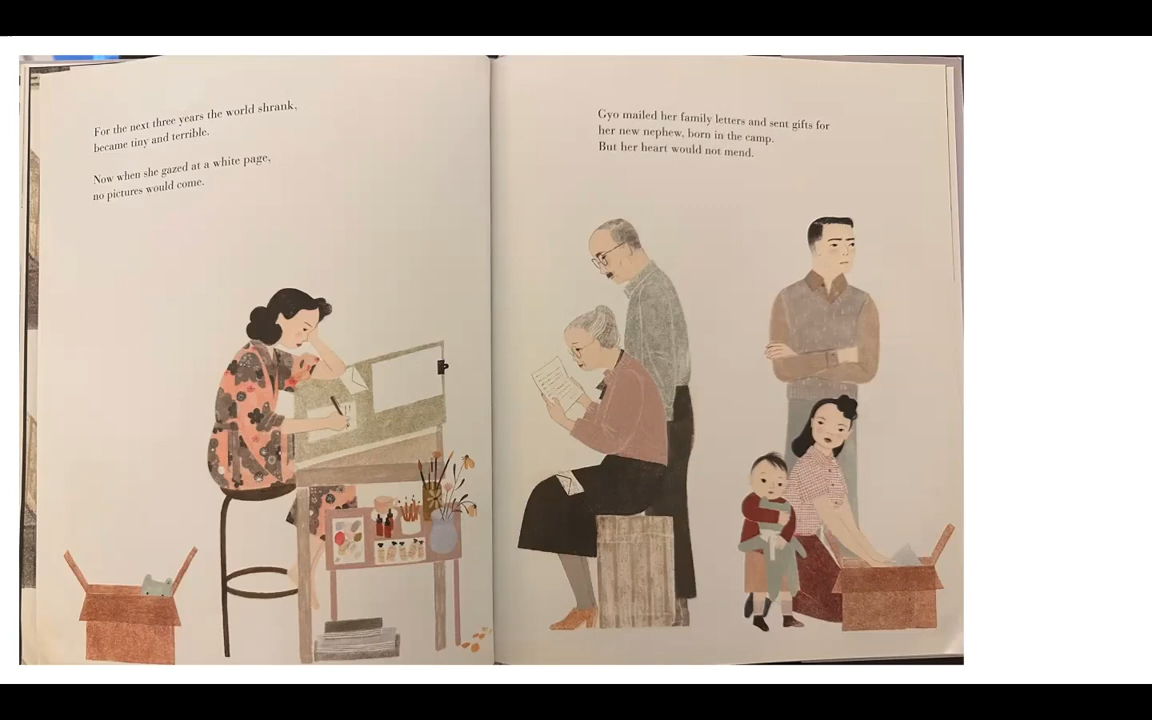 For the next three years the world shrank,
became tiny and terrible.
Now when she gazed at a white page,
no pictures would come.
Gyo mailed her family letters and sent gifts for
her new nephew, born in the camp.
But her heart would not mend.